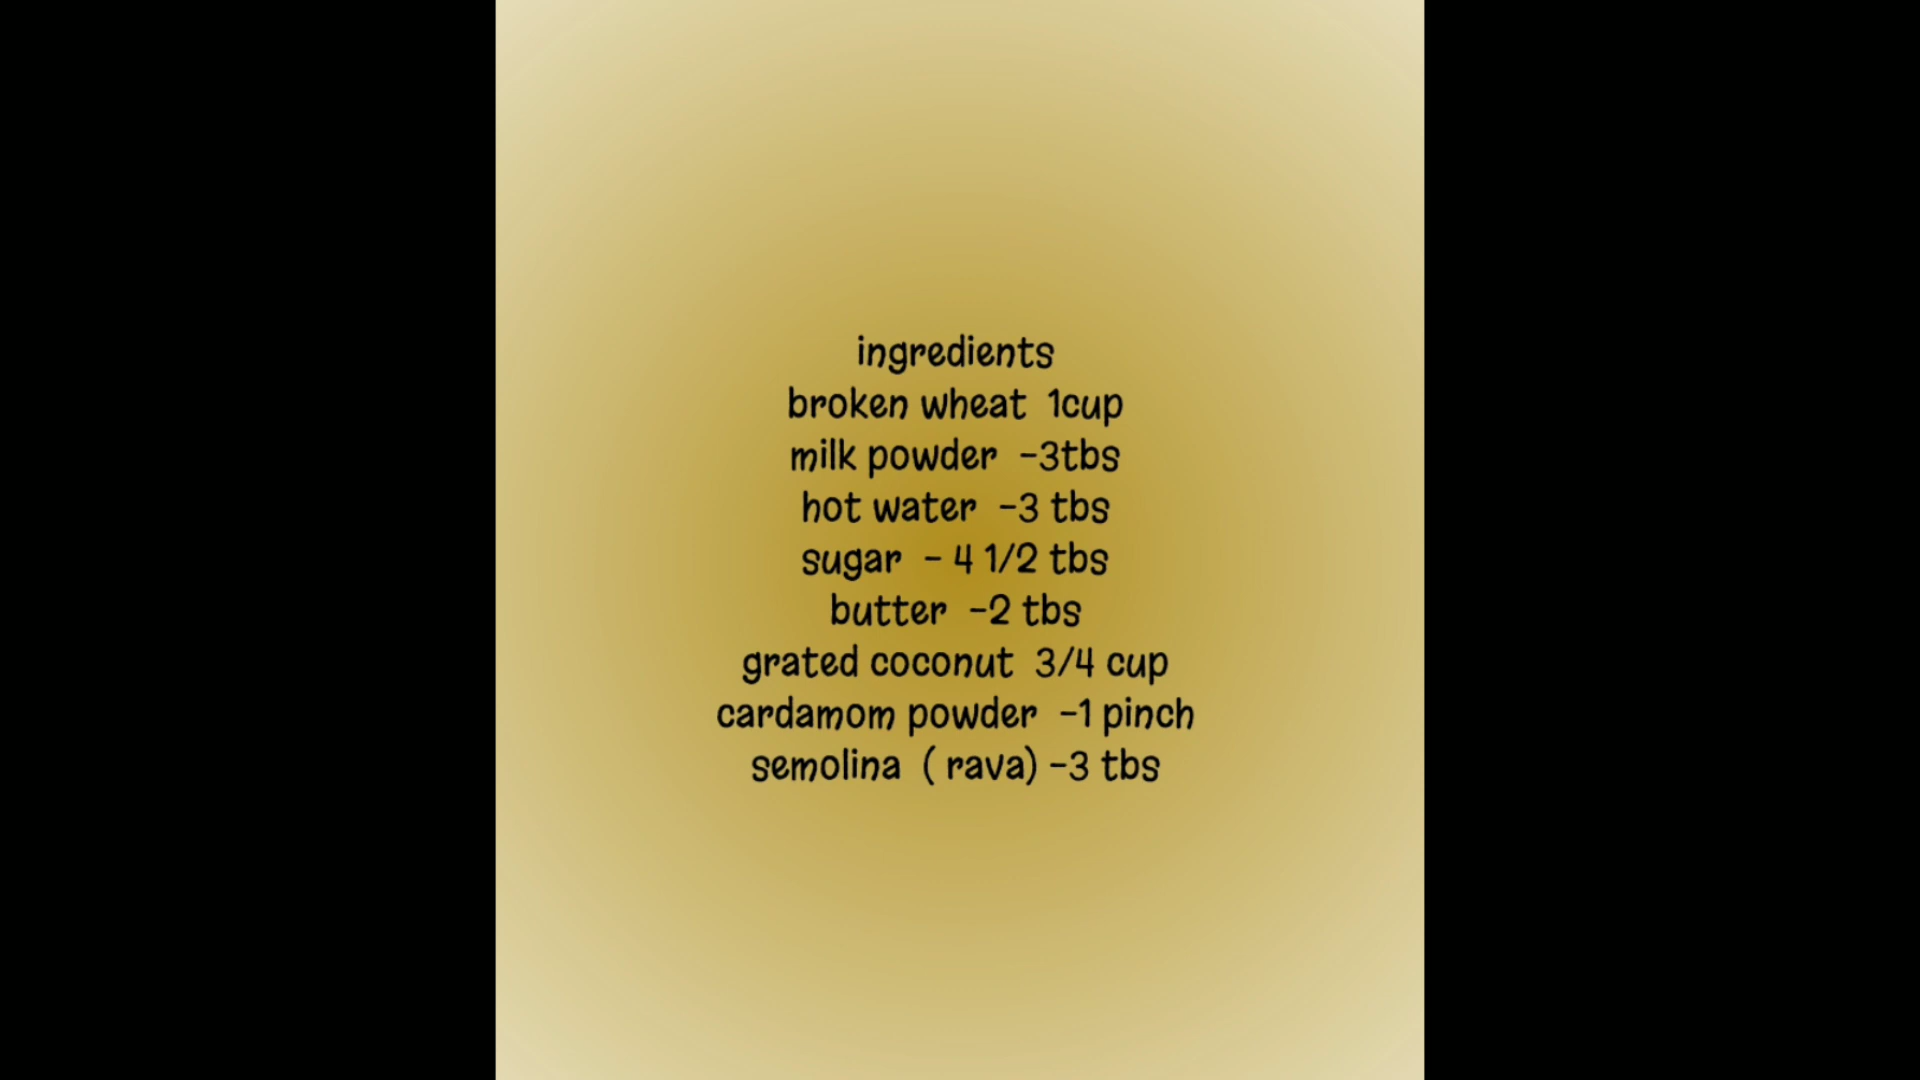 ingredients
broken wheat 1cup
milk powder -3tbs
hot water -3 tbs
sugar - 4 1/2 tbs
butter -2 tbs
grated coconut 3/4 cup
cardamom powder -1 pinch
semolina ( rava) -3 tbs